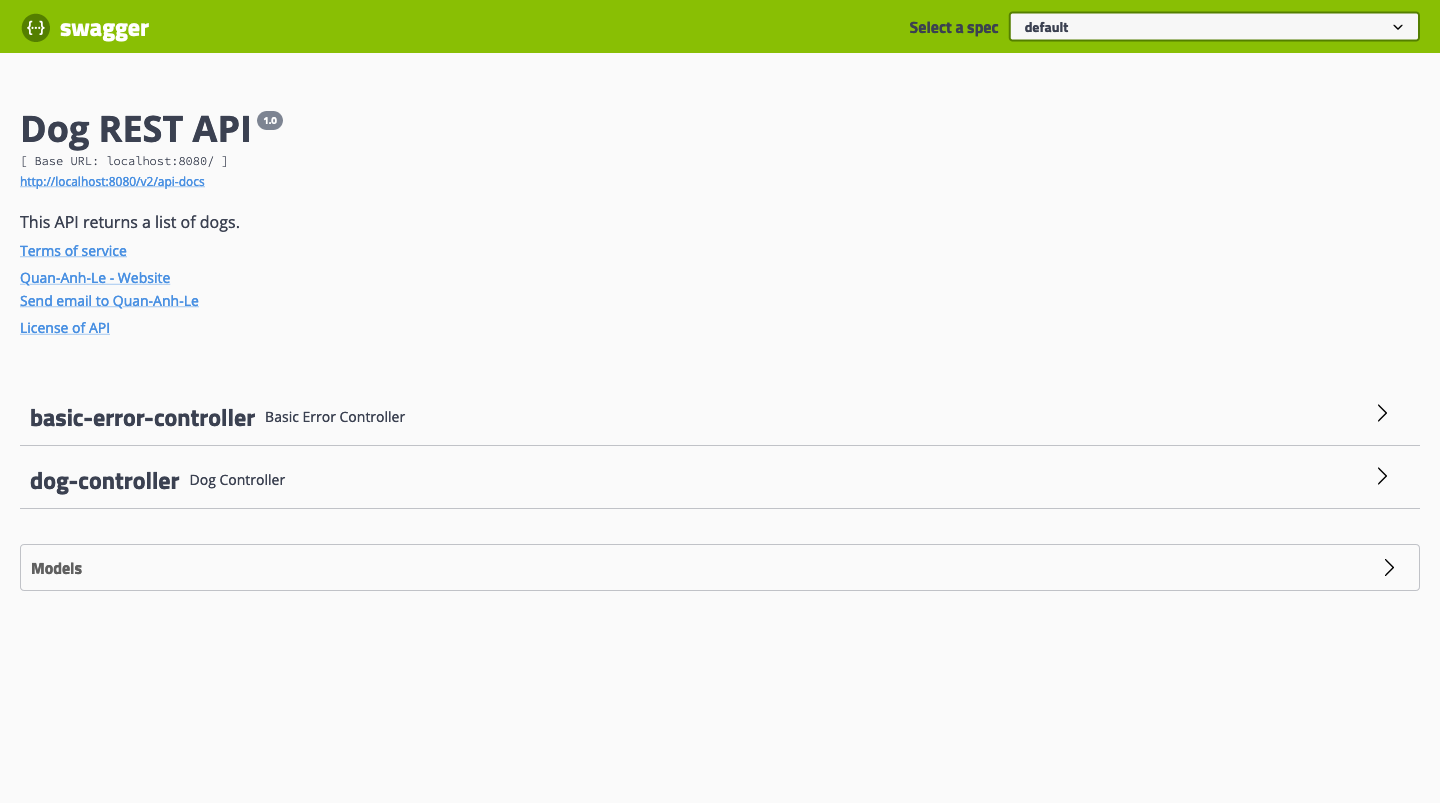 {···} swagger
Select a spec default
Dog REST API 1.0
[ Base URL: localhost:8080/ ]
http://localhost:8080/v2/api-docs
This API returns a list of dogs.
Terms of service
Quan-Anh-Le - Website
Send email to Quan-Anh-Le
License of API
basic-error-controller Basic Error Controller
dog-controller Dog Controller
Models